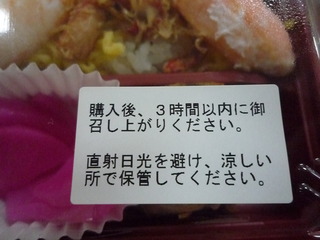 購入後、３時間以内に御
召し上がりください。
直射日光を避け、涼しい
所で保管してください。